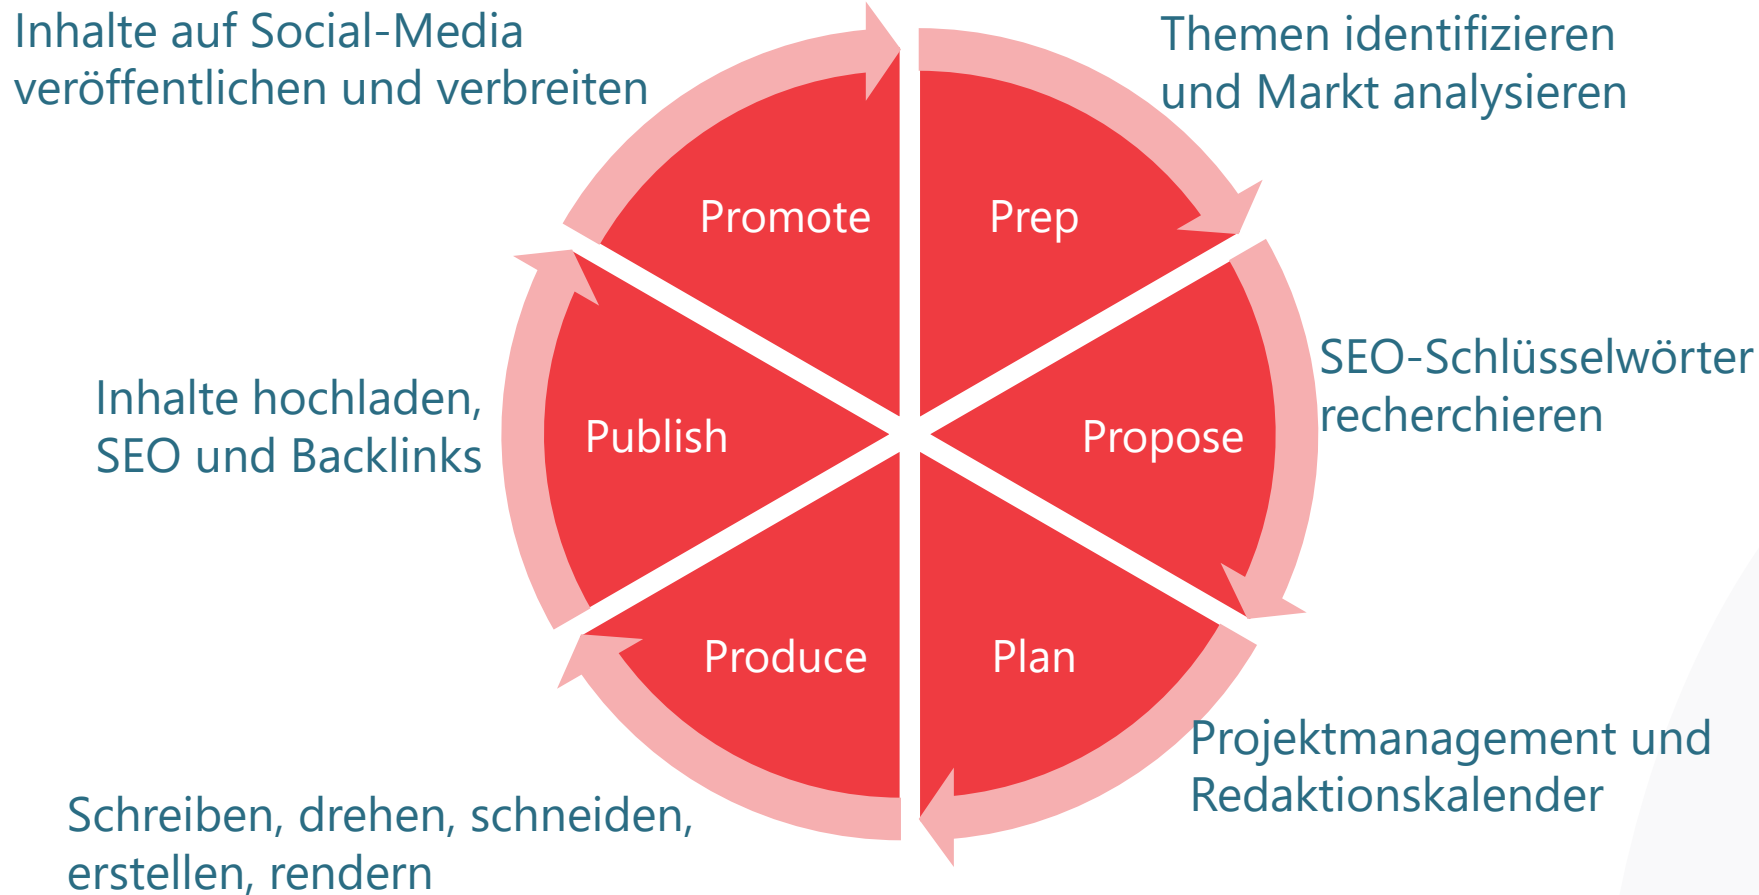 Inhalte auf Social-Media
veröffentlichen und verbreiten
Themen identifizieren
und Markt analysieren
Promote
Prep
SEO-Schlüsselwörter
recherchieren
Inhalte hochladen,
SEO und Backlinks
Publish
Propose
Produce
Plan
Projektmanagement und
Redaktionskalender
Schreiben, drehen, schneiden,
erstellen, rendern